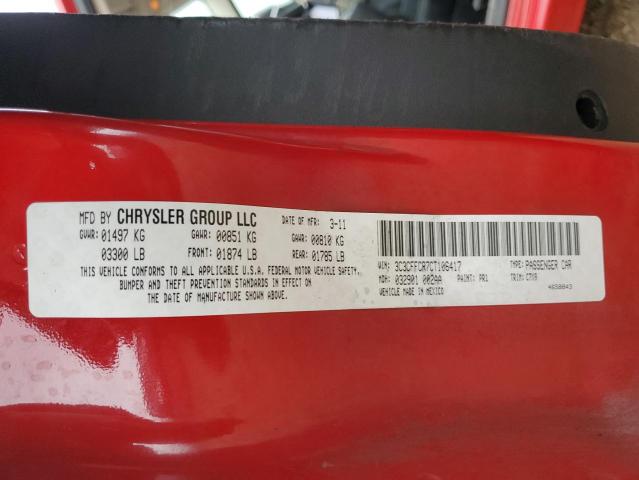 MFD BY CHRYSLER GROUP LLC DATE OF MFR: 3-11
GVWR: 01497 KG GAWR: 00851 KG GAWR: 00810 KG
03300 LB FRONT: 01874 LB REAR: 01785 LB
THIS VEHICLE CONFORMS TO ALL APPLICABLE U.S.A. FEDERAL MOTOR VEHICLE SAFETY,
BUMPER AND THEFT PREVENTION STANDARDS IN EFFECT ON
THE DATE OF MANUFACTURE SHOWN ABOVE.
VIN: 3C3CFFCR7CT106417 TYPE: PASSENGER CAR
MDH: 032901 002AA PAINT: PR1 TRIM: CTX9
VEHICLE MADE IN MEXICO 4658843